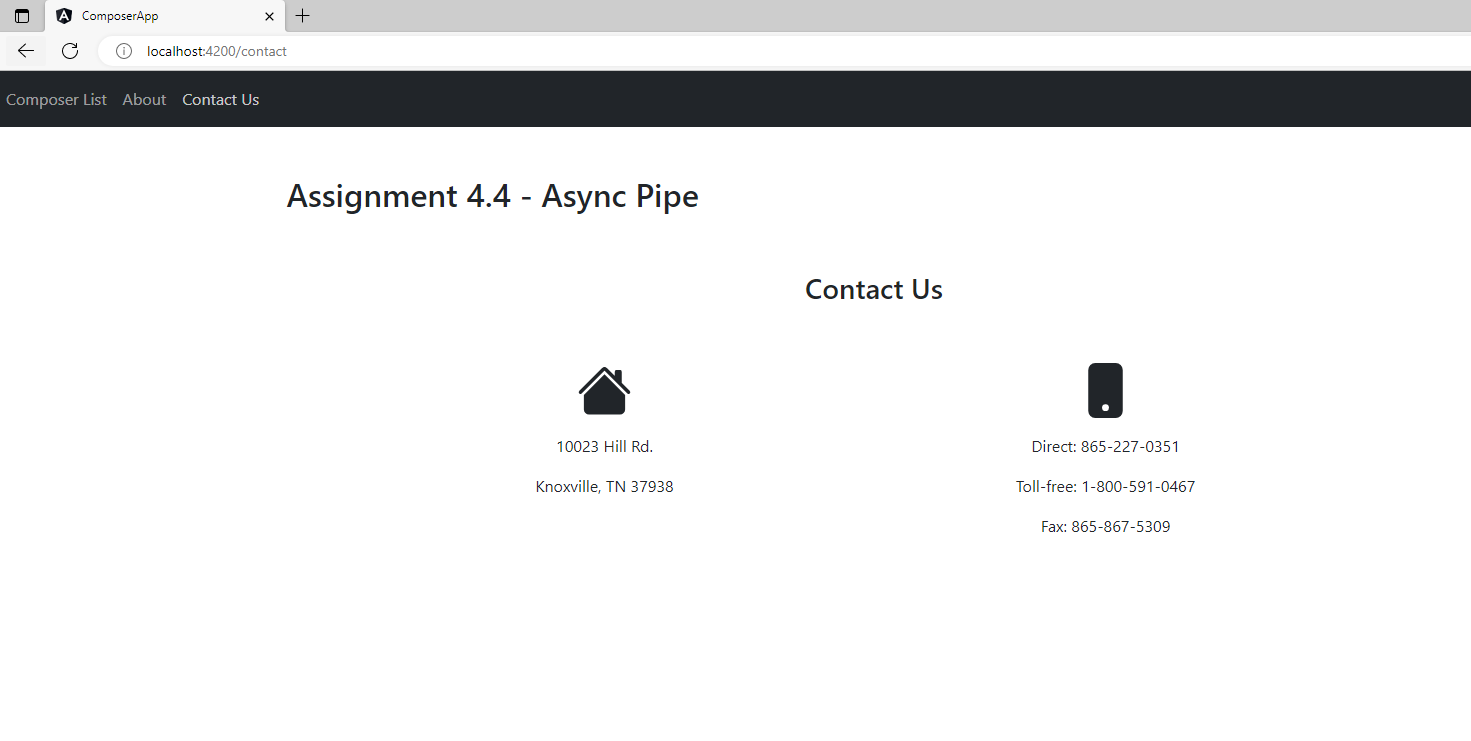 ComposerApp
localhost:4200/contact
Composer List About Contact Us
Assignment 4.4 - Async Pipe
Contact Us
10023 Hill Rd.
Knoxville, TN 37938
Direct: 865-227-0351
Toll-free: 1-800-591-0467
Fax: 865-867-5309